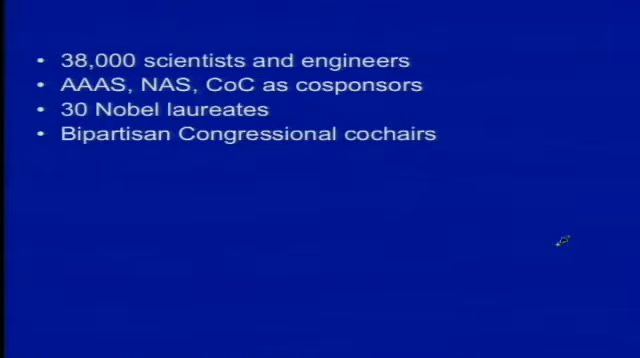 • 38,000 scientists and engineers
• AAAS, NAS, CoC as cosponsors
• 30 Nobel laureates
• Bipartisan Congressional cochairs